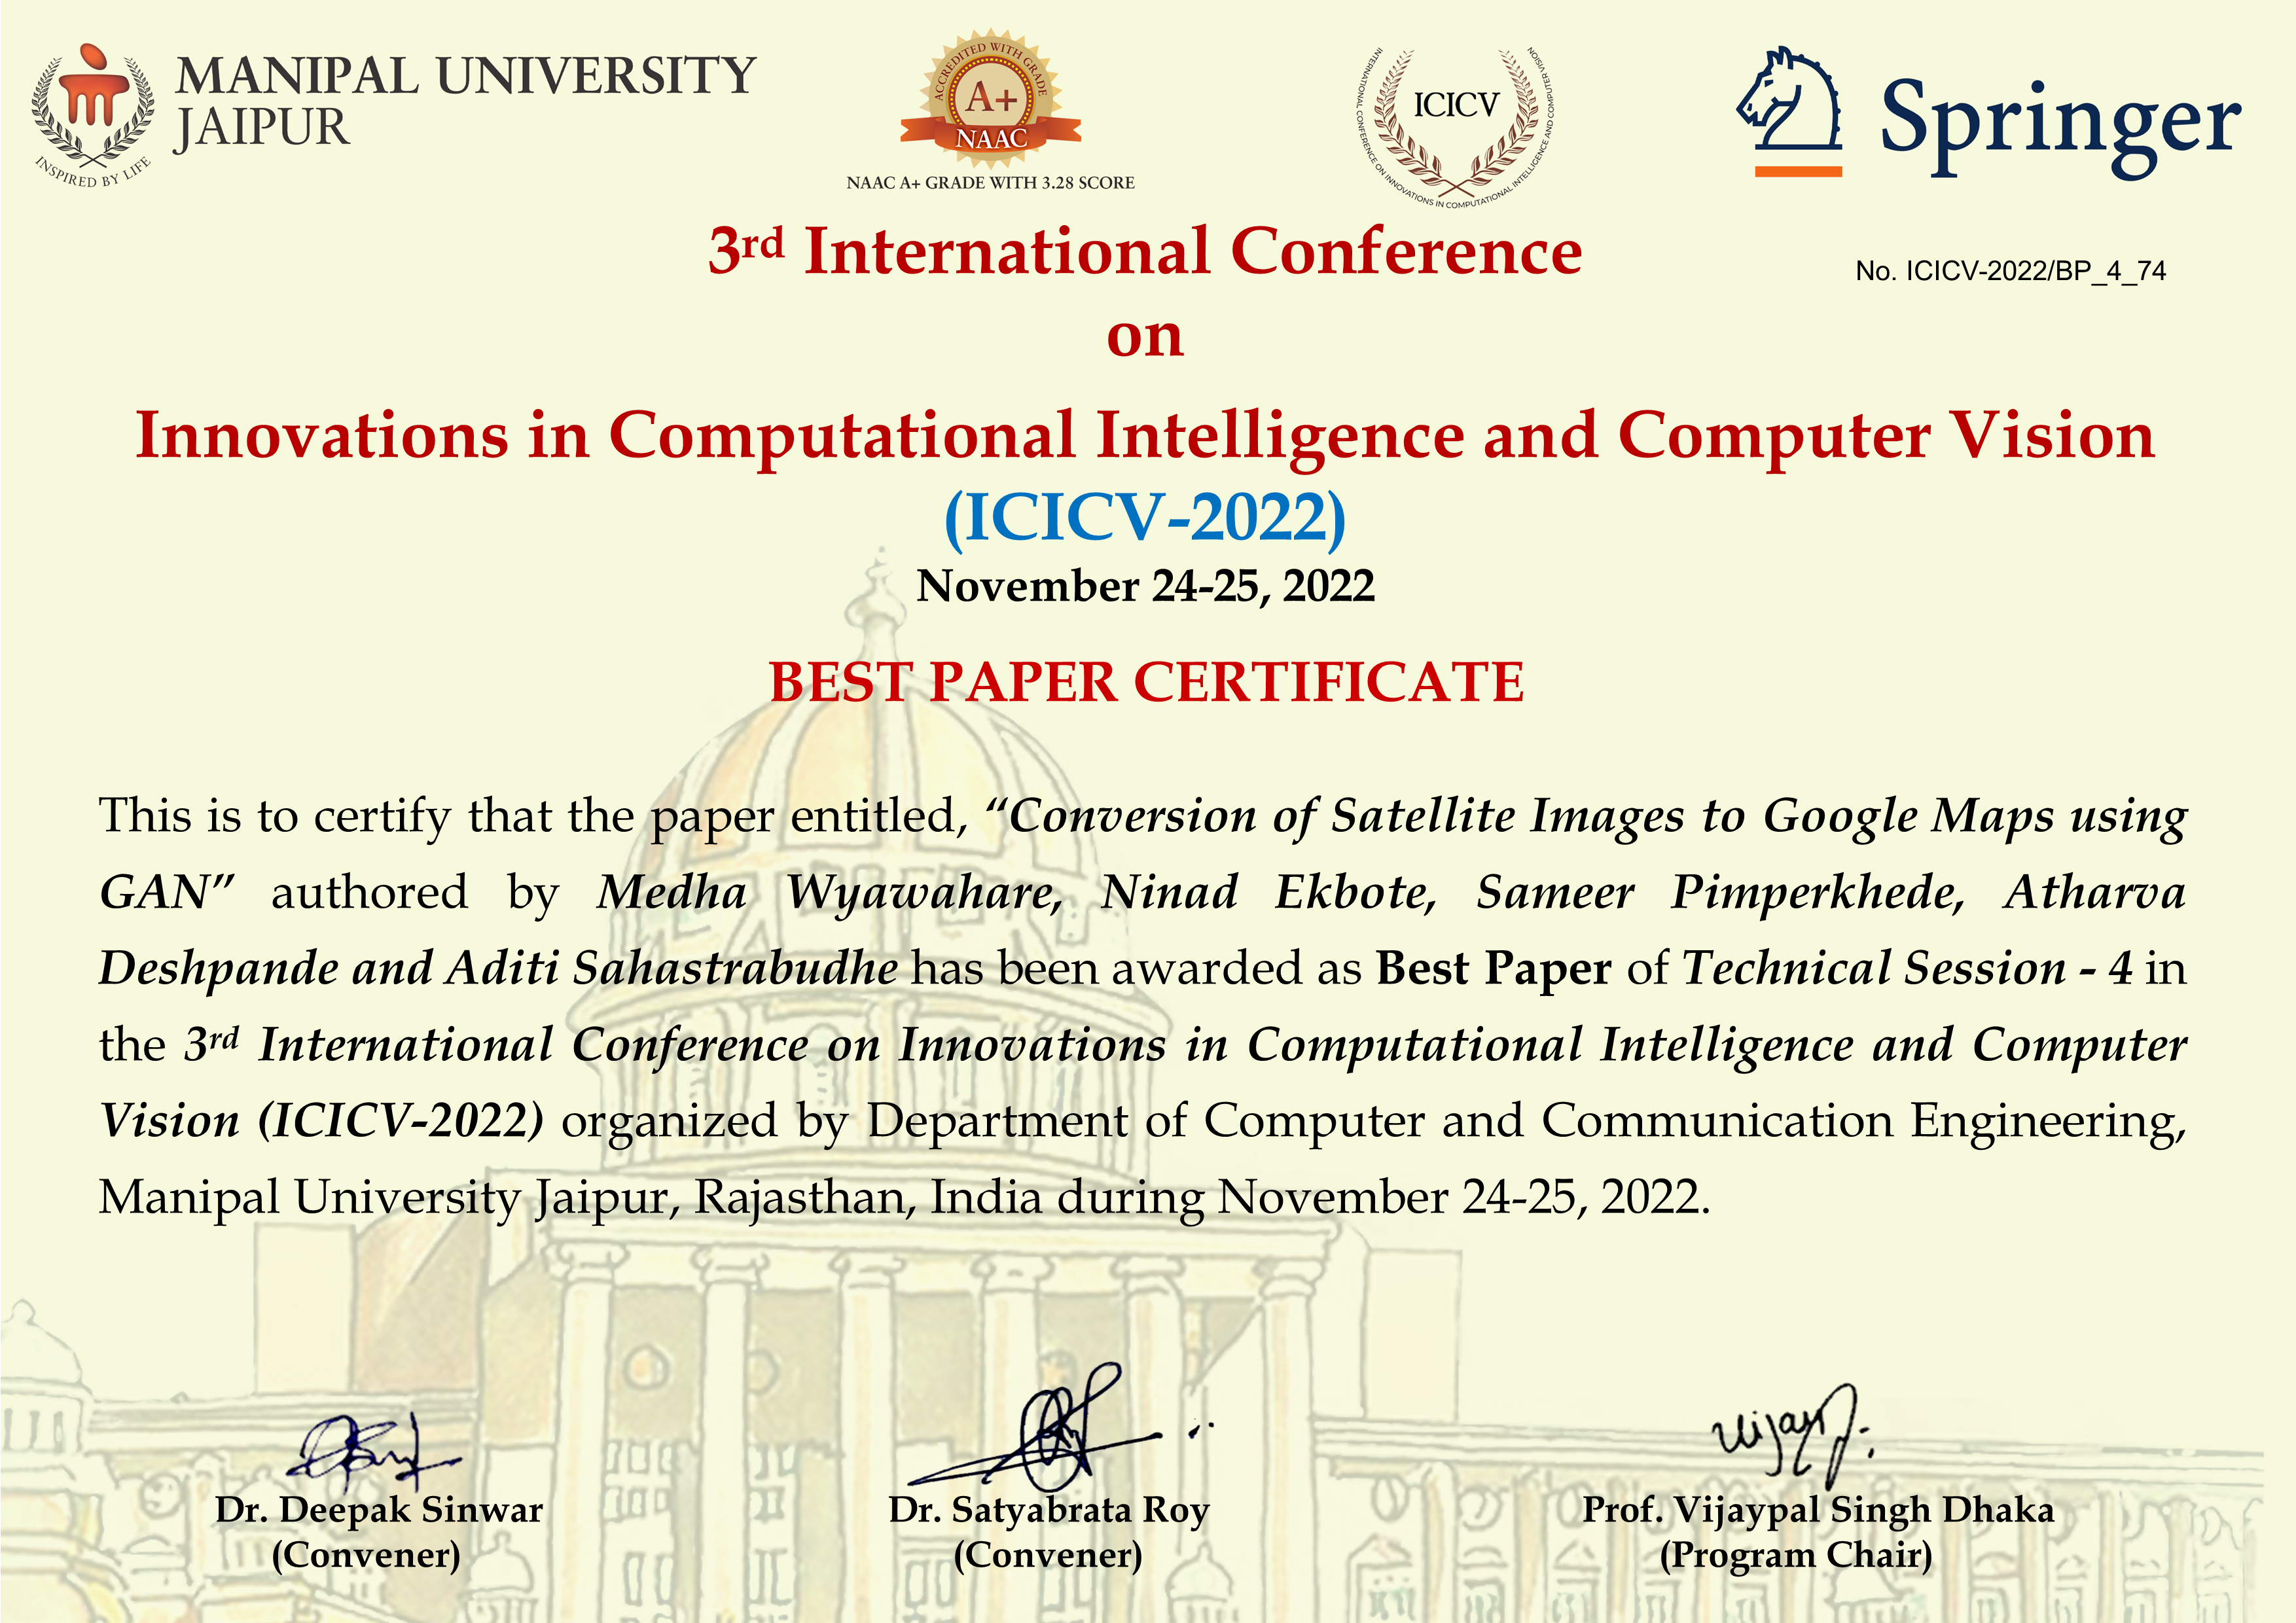 MANIPAL UNIVERSITY
JAIPUR
INSPIRED BY LIFE
ACCREDITED WITH GRADE
A+
NAAC
NAAC A+ GRADE WITH 3.28 SCORE
ICICV
INTERNATIONAL CONFERENCE ON INNOVATIONS IN COMPUTATIONAL INTELLIGENCE AND COMPUTER VISION
Springer
3rd International Conference
No. ICICV-2022/BP_4_74
on
Innovations in Computational Intelligence and Computer Vision
(ICICV-2022)
November 24-25, 2022
BEST PAPER CERTIFICATE
This is to certify that the paper entitled, “Conversion of Satellite Images to Google Maps using
GAN” authored by Medha Wyawahare, Ninad Ekbote, Sameer Pimperkhede, Atharva
Deshpande and Aditi Sahastrabudhe has been awarded as Best Paper of Technical Session - 4 in
the 3rd International Conference on Innovations in Computational Intelligence and Computer
Vision (ICICV-2022) organized by Department of Computer and Communication Engineering,
Manipal University Jaipur, Rajasthan, India during November 24-25, 2022.
Dr. Deepak Sinwar
(Convener)
Dr. Satyabrata Roy
(Convener)
Prof. Vijaypal Singh Dhaka
(Program Chair)